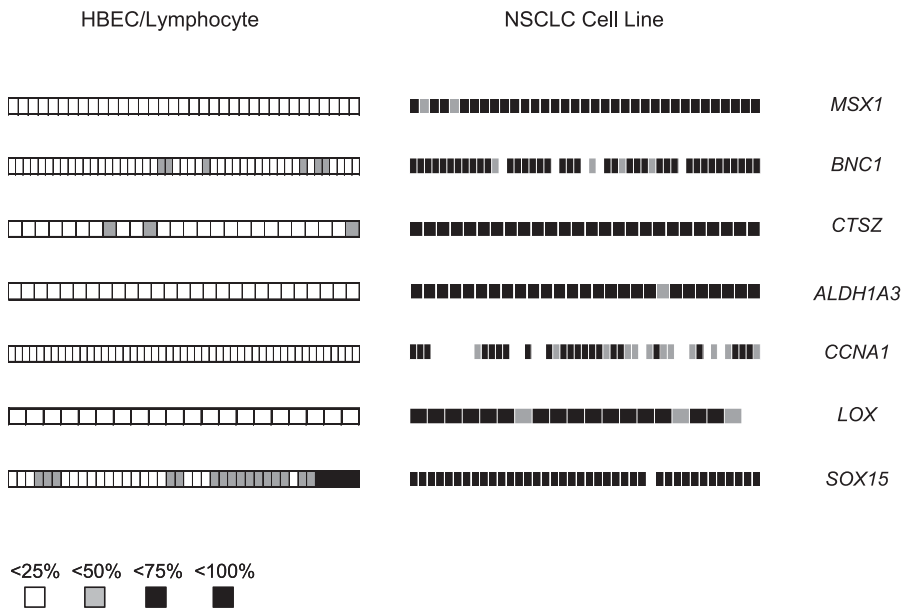 HBEC/Lymphocyte NSCLC Cell Line
MSX1
BNC1
CTSZ
ALDH1A3
CCNA1
LOX
SOX15
<25% <50% <75% <100%